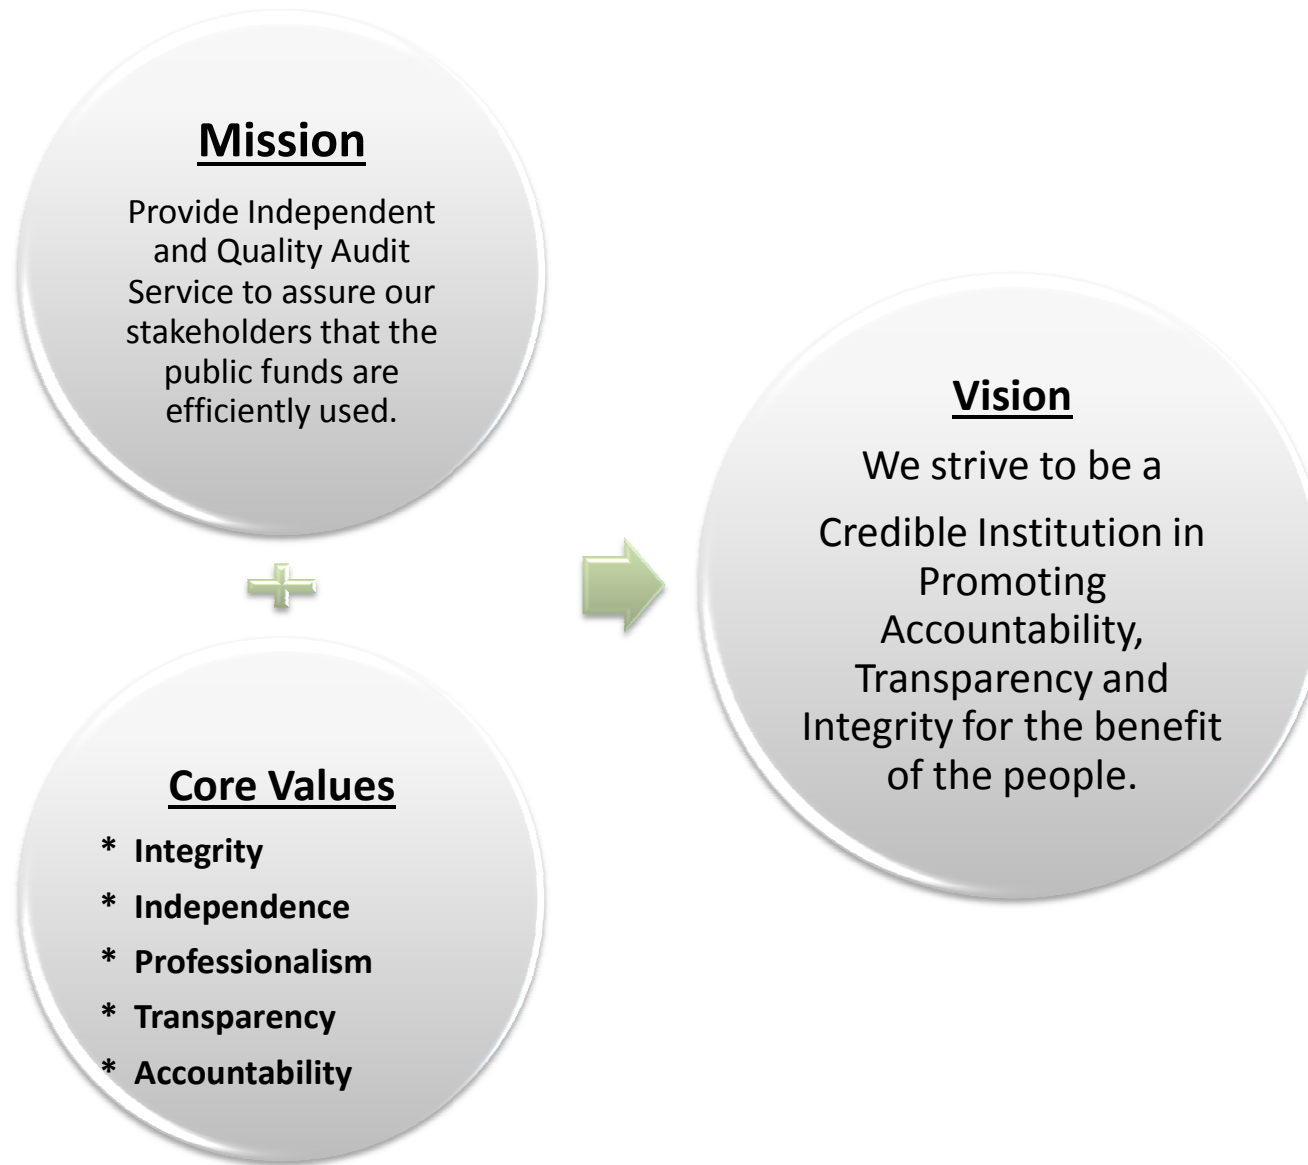 Mission
Provide Independent
and Quality Audit
Service to assure our
stakeholders that the
public funds are
efficiently used.
Core Values
* Integrity
* Independence
* Professionalism
* Transparency
* Accountability
Vision
We strive to be a
Credible Institution in
Promoting
Accountability,
Transparency and
Integrity for the benefit
of the people.